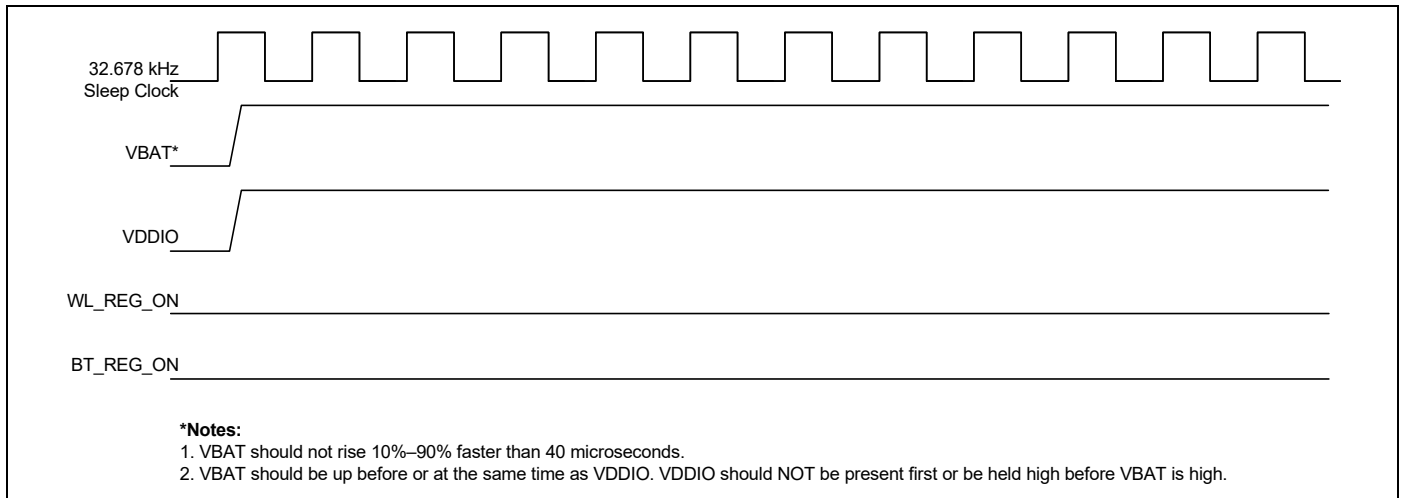 32.678 kHz
Sleep Clock
VBAT*
VDDIO
WL_REG_ON
BT_REG_ON
*Notes:
1. VBAT should not rise 10%–90% faster than 40 microseconds.
2. VBAT should be up before or at the same time as VDDIO. VDDIO should NOT be present first or be held high before VBAT is high.